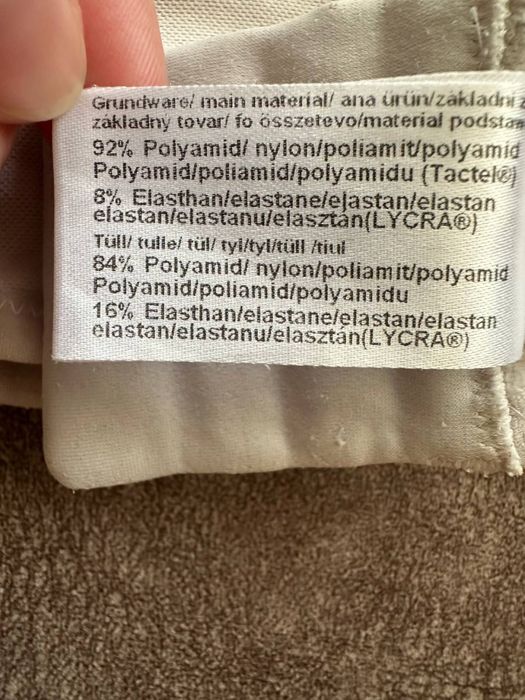 Grundware/ main material/ ana ürün/základní
základny tovar/ fo összetevo/material
92% Polyamid/ nylon/poliamit/polyamid
Polyamid/poliamid/polyamidu (Tactel®)
8% Elasthan/elastane/elastan/elastan
elastan/elastanu/elasztán(LYCRA®)
Tüll/ tulle/ tül/ tyl/tyl/tüll /tiul
84% Polyamid/ nylon/poliamit/polyamid
Polyamid/poliamid/polyamidu
16% Elasthan/elastane/elastan/elastan
elastan/elastanu/elasztán(LYCRA®)